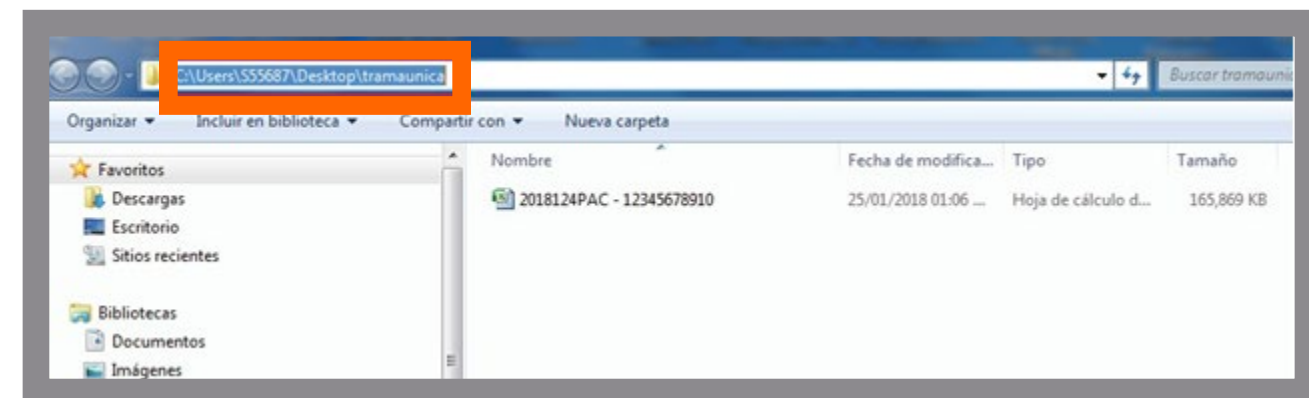 C:\Users\S55687\Desktop\tramaunica
Buscar tramaunic
Organizar Incluir en biblioteca Compartir con Nueva carpeta
Favoritos
Descargas
Escritorio
Sitios recientes
Bibliotecas
Documentos
Imágenes
Nombre Fecha de modifica... Tipo Tamaño
2018124PAC - 12345678910 25/01/2018 01:06 ... Hoja de cálculo d... 165,869 KB